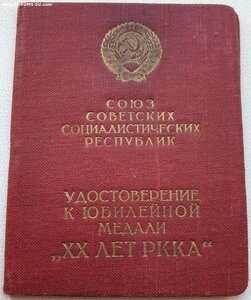 СОЮЗ
СОВЕТСКИХ
СОЦИАЛИСТИЧЕСКИХ
РЕСПУБЛИК
УДОСТОВЕРЕНИЕ
К ЮБИЛЕЙНОЙ
МЕДАЛИ
„XX ЛЕТ РККА“